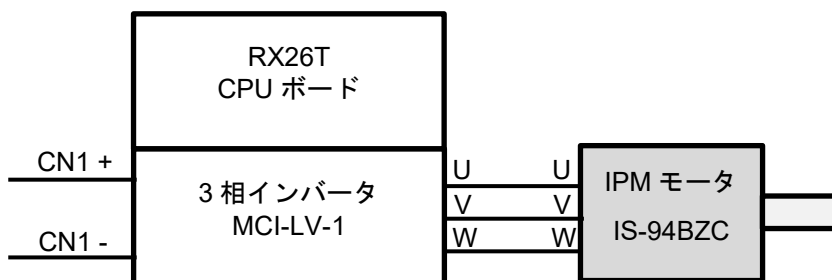 RX26T
CPU ボード
CN1 +
3 相インバータ
MCI-LV-1
CN1 -
U U
V V
W W
IPM モータ
IS-94BZC